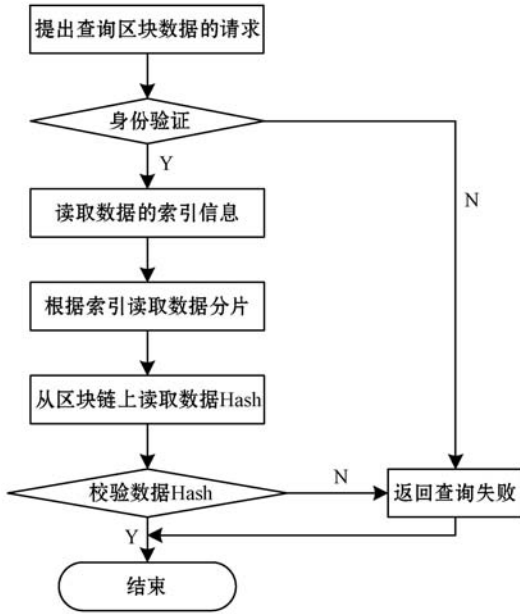 提出查询区块数据的请求
身份验证
Y
N
读取数据的索引信息
根据索引读取数据分片
从区块链上读取数据Hash
校验数据Hash
N
返回查询失败
Y
结束